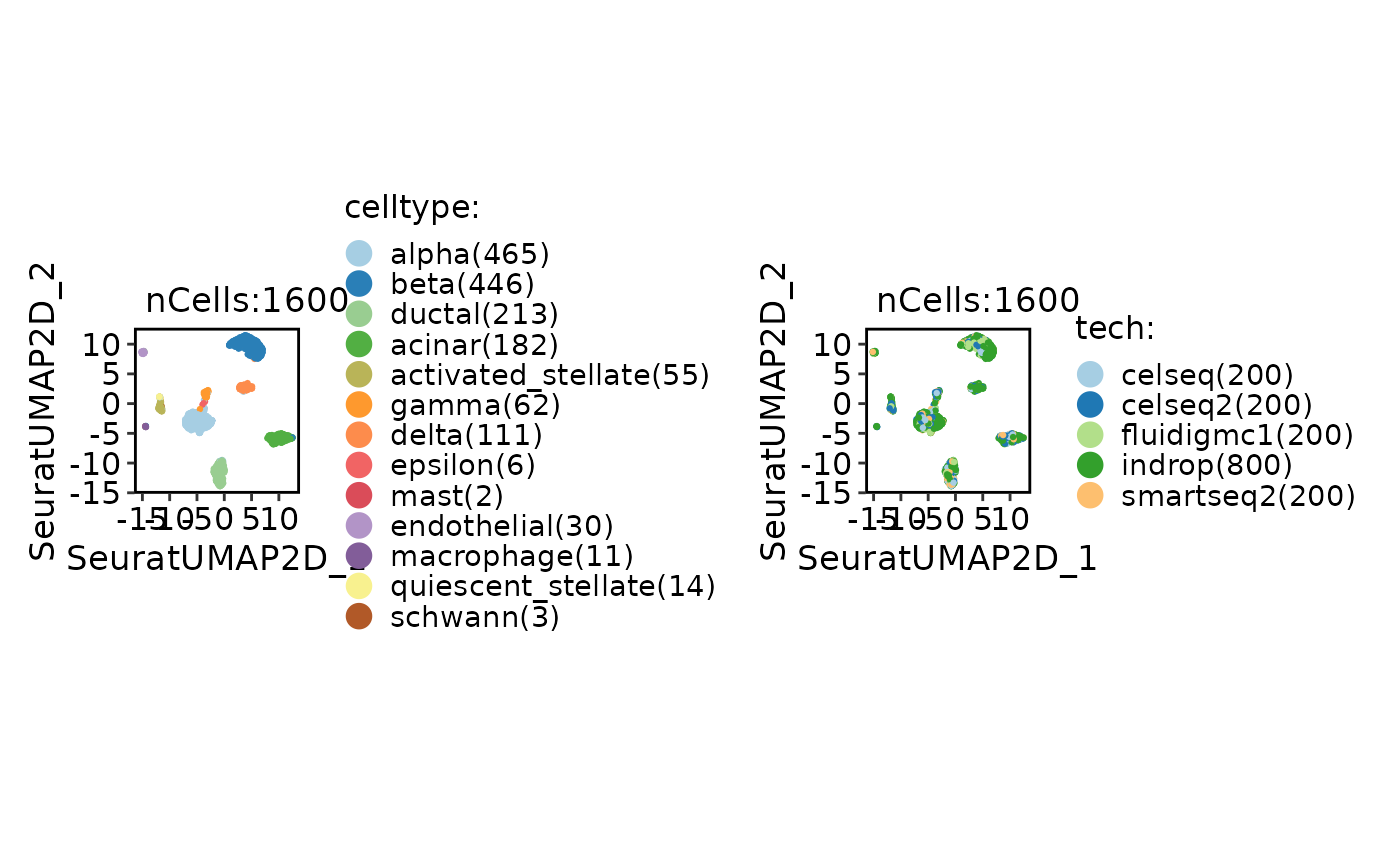 nCells:1600
SeuratUMAP2D_2
10
5
0
-5
-10
-15
-15
-10
-5
0
5
10
SeuratUMAP2D_1
celltype:
alpha(465)
beta(446)
ductal(213)
acinar(182)
activated_stellate(55)
gamma(62)
delta(111)
epsilon(6)
mast(2)
endothelial(30)
macrophage(11)
quiescent_stellate(14)
schwann(3)
nCells:1600
SeuratUMAP2D_2
10
5
0
-5
-10
-15
-15
-10
-5
0
5
10
SeuratUMAP2D_1
tech:
celseq(200)
celseq2(200)
fluidigmc1(200)
indrop(800)
smartseq2(200)